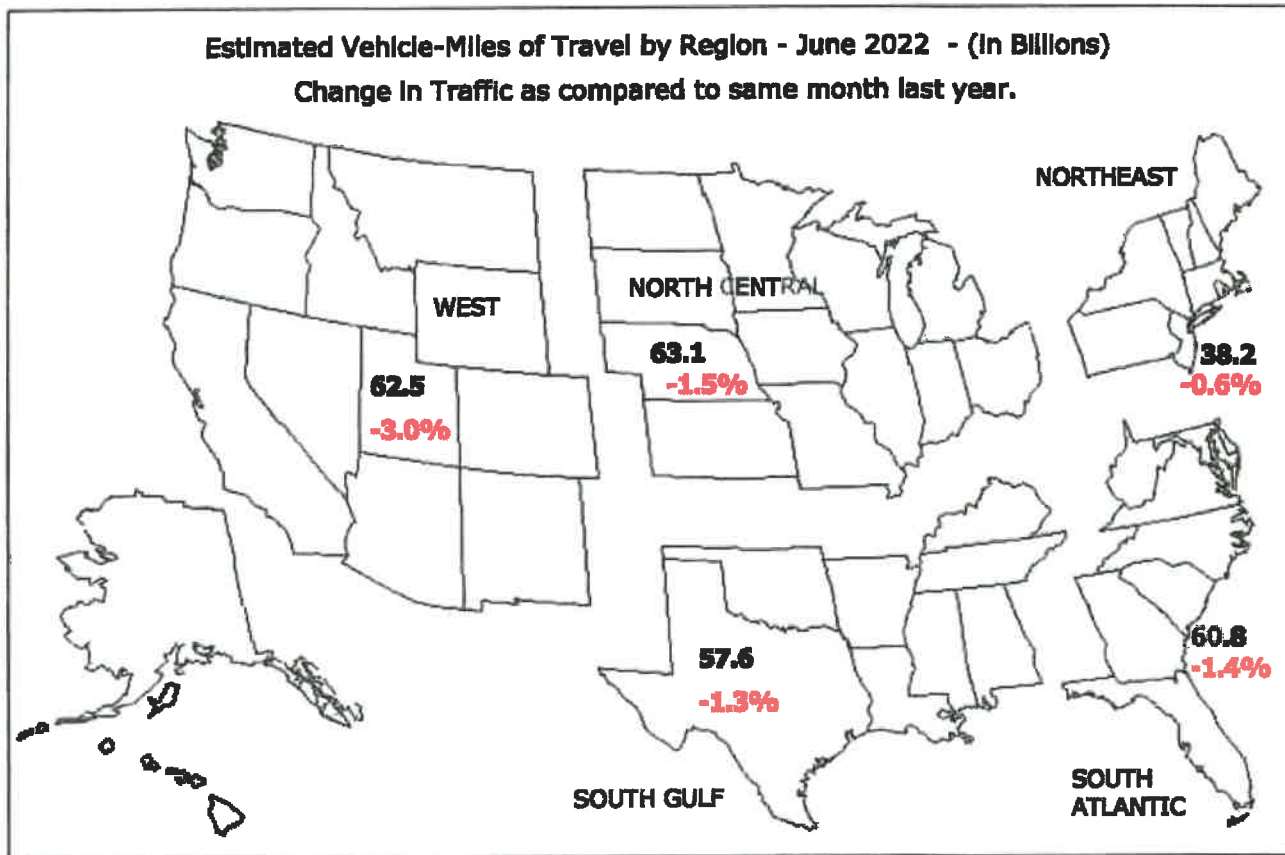 Estimated Vehicle-Miles of Travel by Region - June 2022 - (in Billions)
Change in Traffic as compared to same month last year.
NORTHEAST
NORTH CENTRAL
WEST
63.1
-1.5%
38.2
-0.6%
62.5
-3.0%
60.8
-1.4%
57.6
-1.3%
SOUTH GULF
SOUTH
ATLANTIC